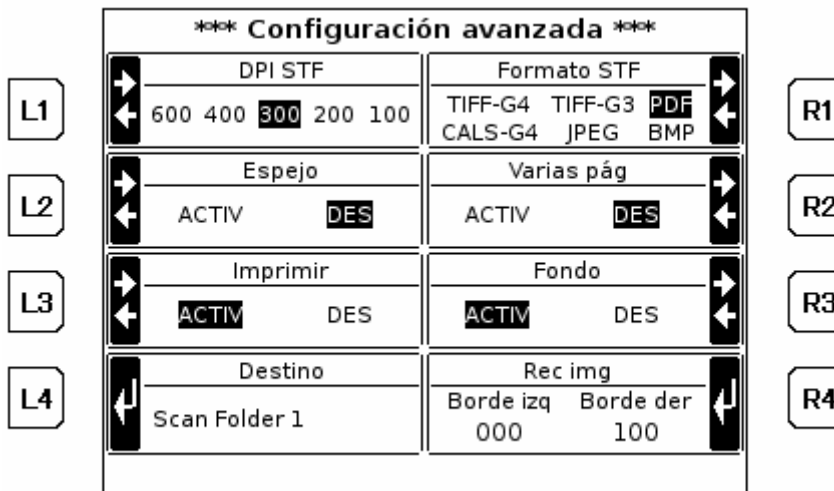 *** Configuración avanzada ***
DPI STF
Formato STF
L1
600 400 300 200 100
TIFF-G4 TIFF-G3 PDF
CALS-G4 JPEG BMP
R1
Espejo
Varias pág
L2
ACTIV DES
ACTIV DES
R2
Imprimir
Fondo
L3
ACTIV DES
ACTIV DES
R3
Destino
Rec img
L4
Scan Folder 1
Borde izq Borde der
000 100
R4